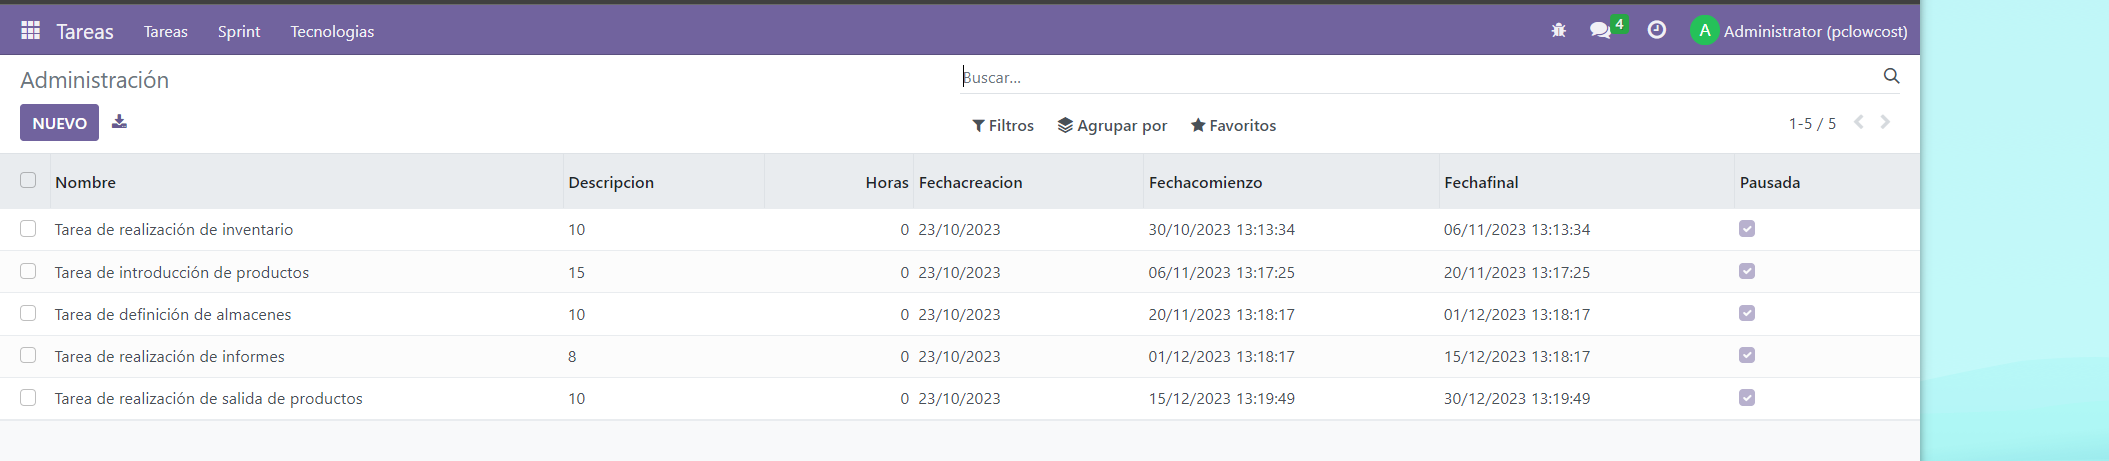 Tareas Tareas Sprint Tecnologias 4 A Administrator (pclowcost)
Administración Buscar...
NUEVO Filtros Agrupar por Favoritos 1-5 / 5
Nombre Descripcion Horas Fechacreacion Fechacomienzo Fechafinal Pausada
Tarea de realización de inventario 10 0 23/10/2023 30/10/2023 13:13:34 06/11/2023 13:13:34
Tarea de introducción de productos 15 0 23/10/2023 06/11/2023 13:17:25 20/11/2023 13:17:25
Tarea de definición de almacenes 10 0 23/10/2023 20/11/2023 13:18:17 01/12/2023 13:18:17
Tarea de realización de informes 8 0 23/10/2023 01/12/2023 13:18:17 15/12/2023 13:18:17
Tarea de realización de salida de productos 10 0 23/10/2023 15/12/2023 13:19:49 30/12/2023 13:19:49